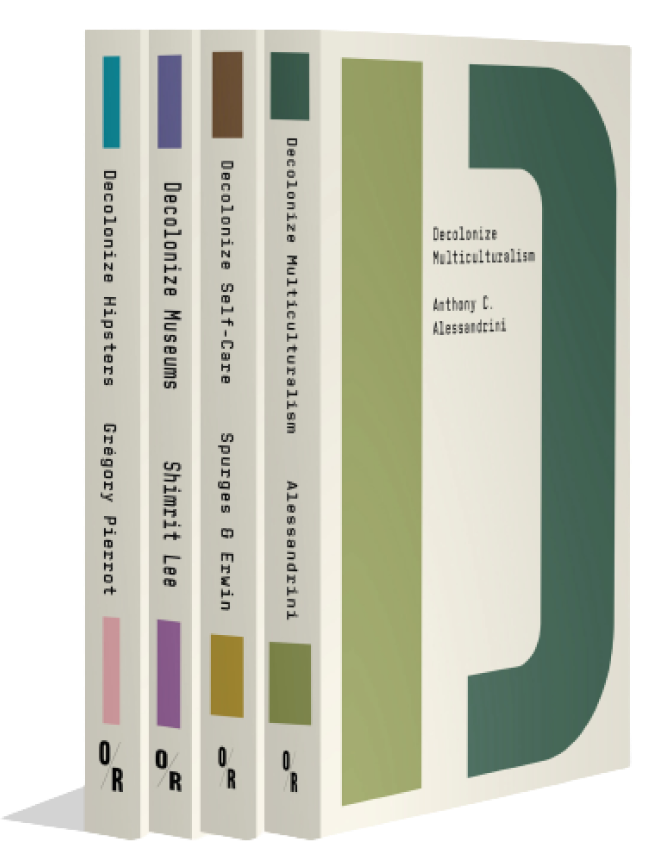 Decolonize Hipsters Grégory Pierrot
O/R
Decolonize Museums Shimrit Lee
O/R
Decolonize Self-Care Spurges & Erwin
O/R
Decolonize Multiculturalism Alessandrini
O/R
Decolonize
Multiculturalism
Anthony C.
Alessandrini